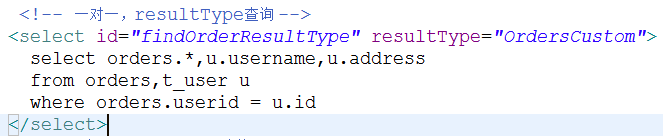 <!-- 一对一，resultType查询 -->
<select id="findOrderResultType" resultType="OrdersCustom">
select orders.*,u.username,u.address
from orders,t_user u
where orders.userid = u.id
</select>